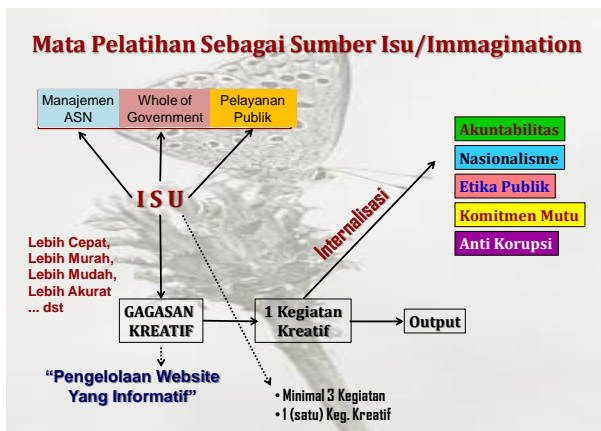 Mata Pelatihan Sebagai Sumber Isu/Immagination
Manajemen
ASN
Whole of
Government
Pelayanan
Publik
I S U
Akuntabilitas
Nasionalisme
Etika Publik
Komitmen Mutu
Anti Korupsi
Internalisasi
Lebih Cepat,
Lebih Murah,
Lebih Mudah,
Lebih Akurat
... dst
GAGASAN
KREATIF
1 Kegiatan
Kreatif
Output
“Pengelolaan Website
Yang Informatif”
• Minimal 3 Kegiatan
• 1 (satu) Keg. Kreatif